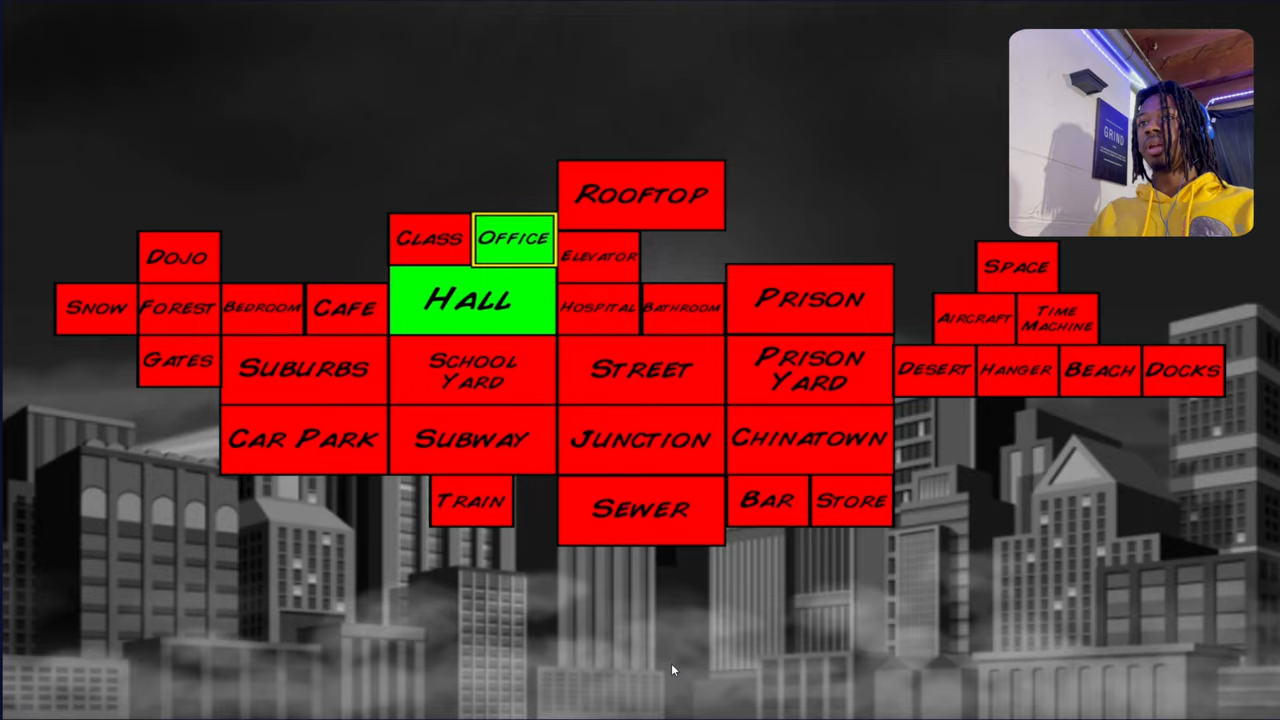 ROOFTOP
CLASS
OFFICE
DOJO
ELEVATOR
SPACE
SNOW
FOREST
BEDROOM
CAFE
HALL
HOSPITAL
BATHROOM
PRISON
AIRCRAFT
TIME
MACHINE
GATES
SUBURBS
SCHOOL
YARD
STREET
PRISON
YARD
DESERT
HANGER
BEACH
DOCKS
CAR PARK
SUBWAY
JUNCTION
CHINATOWN
TRAIN
SEWER
BAR
STORE
GRIND